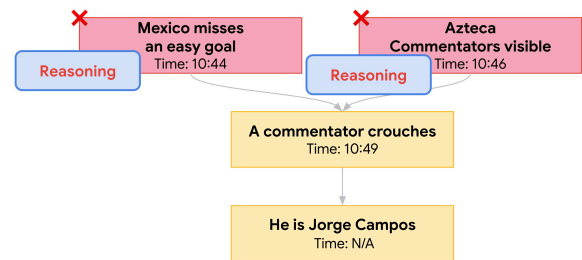 Mexico misses
an easy goal
Time: 10:44
Reasoning
Azteca
Commentators visible
Time: 10:46
Reasoning
A commentator crouches
Time: 10:49
He is Jorge Campos
Time: N/A